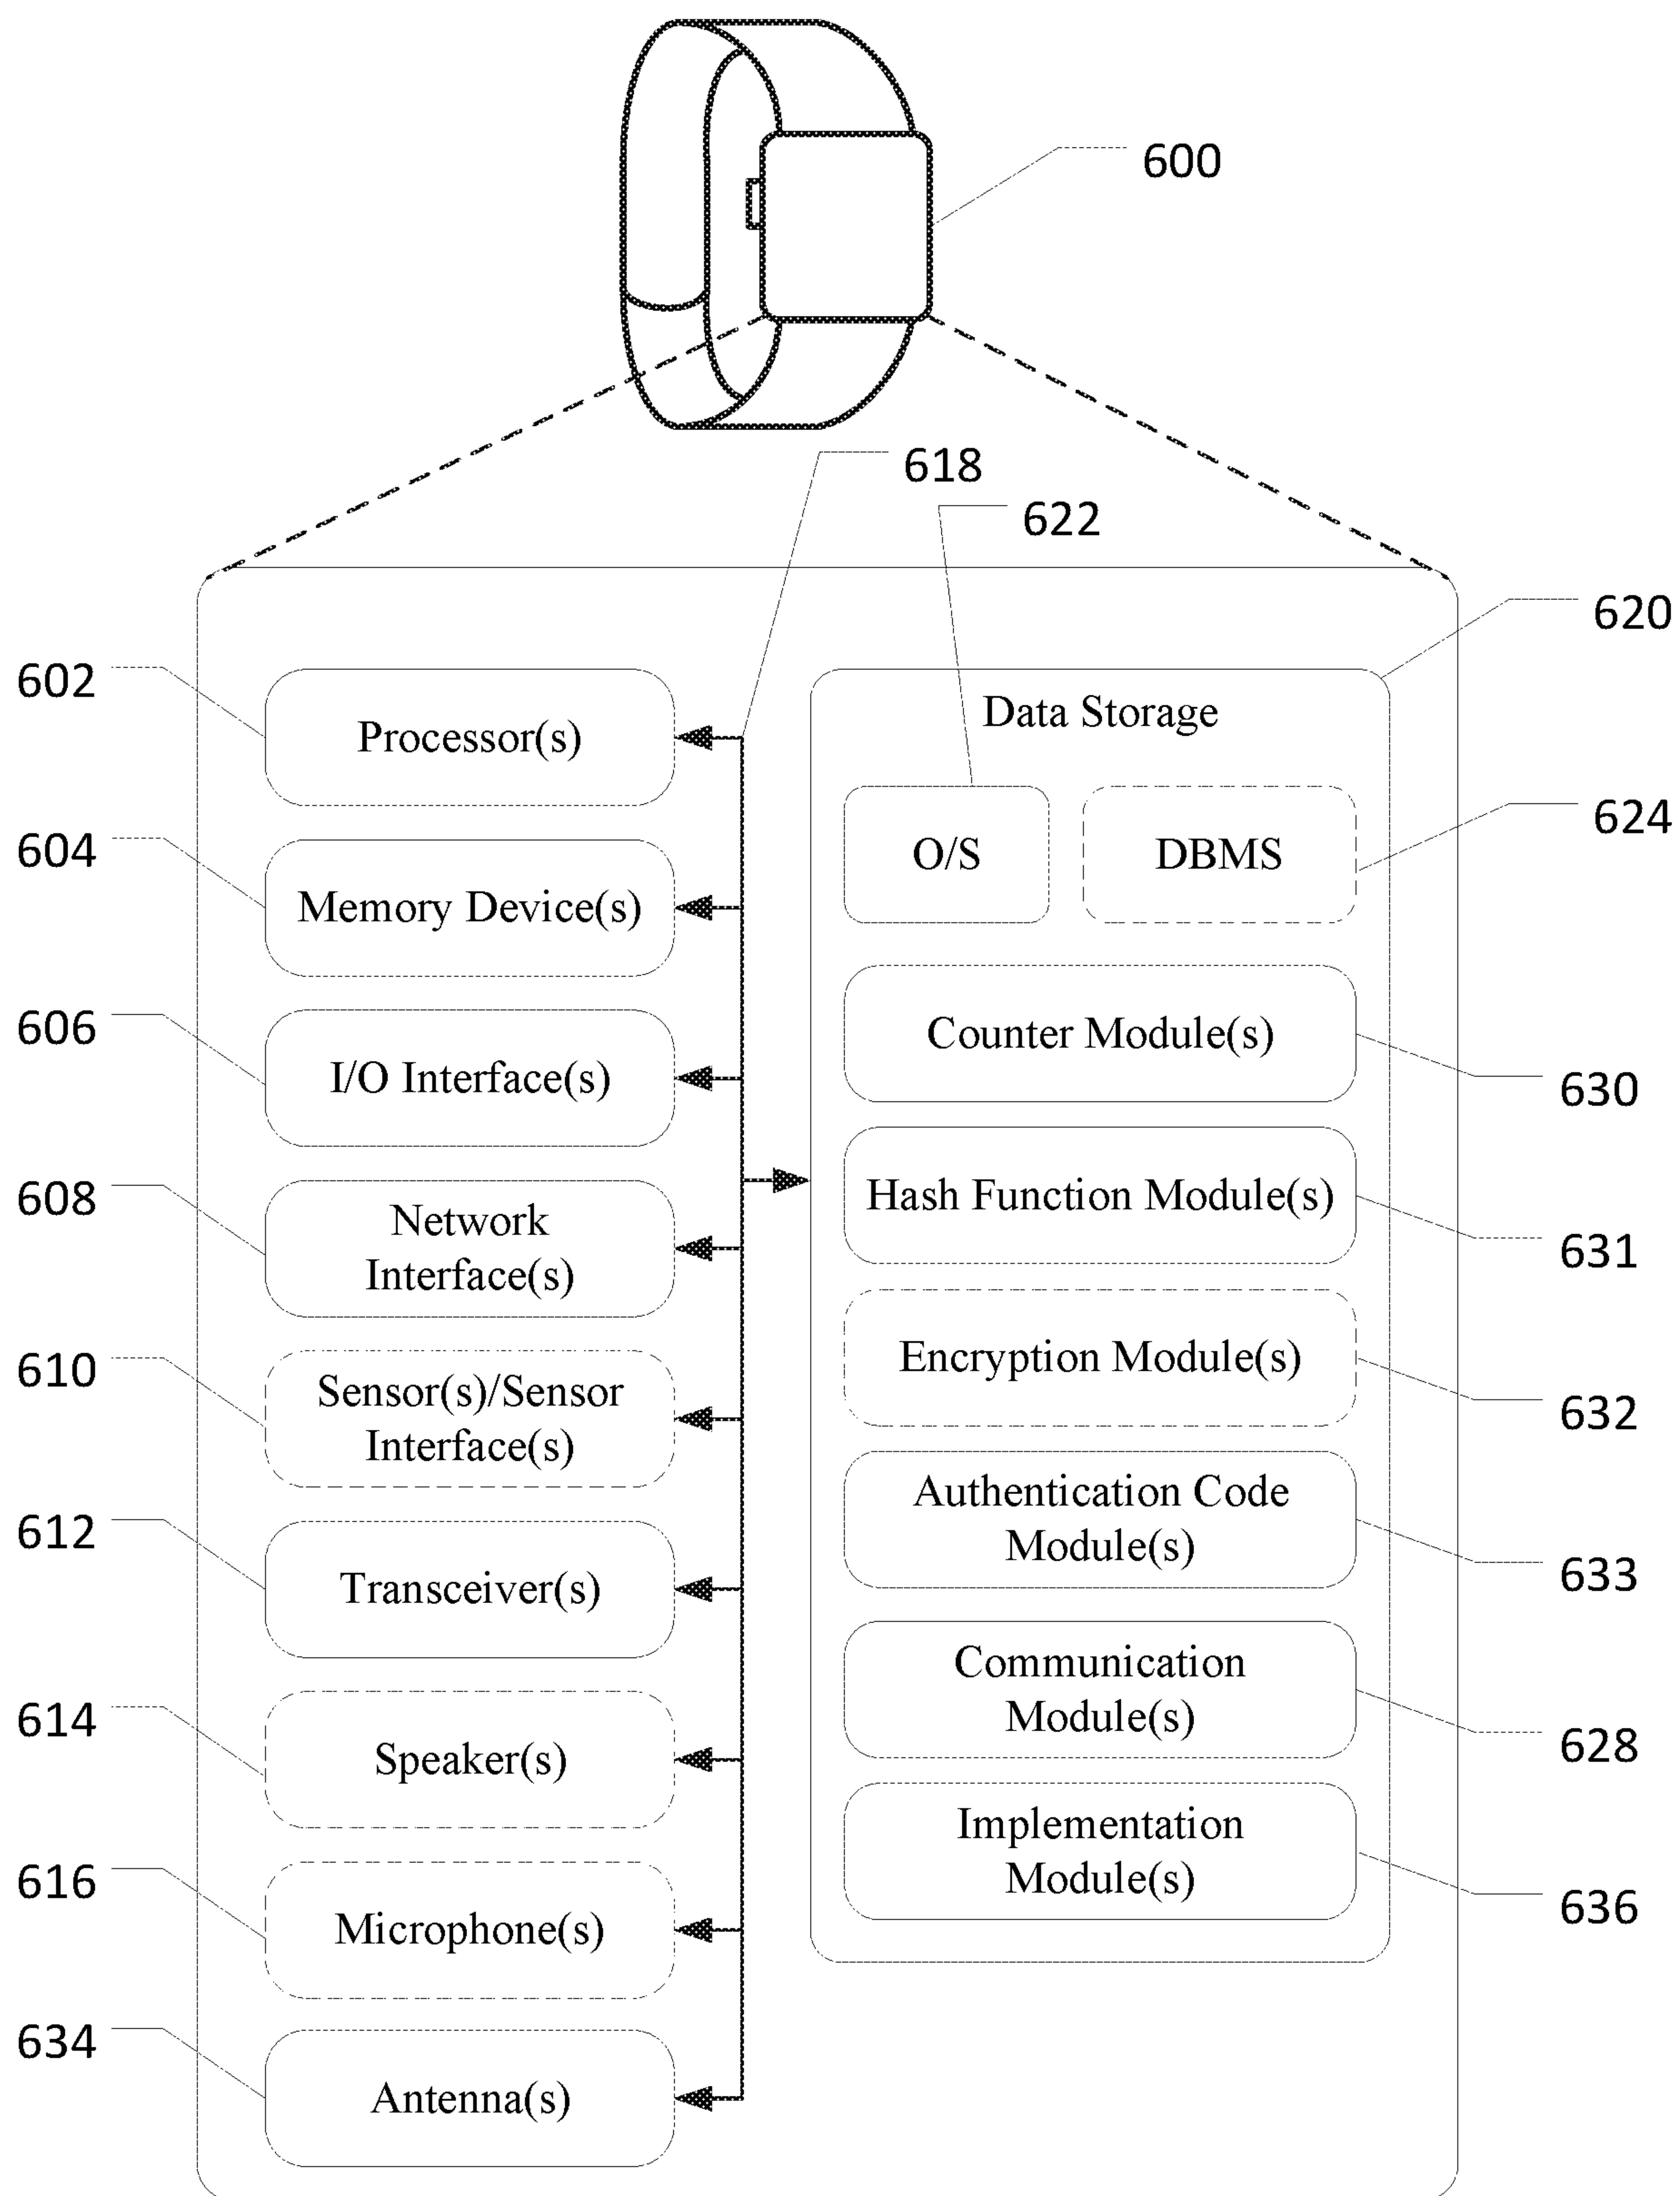 600
618
622
620
602
Processor(s)
604
Memory Device(s)
606
I/O Interface(s)
608
Network
Interface(s)
610
Sensor(s)/Sensor
Interface(s)
612
Transceiver(s)
614
Speaker(s)
616
Microphone(s)
634
Antenna(s)
Data Storage
O/S
DBMS
624
Counter Module(s)
630
Hash Function Module(s)
631
Encryption Module(s)
632
Authentication Code
Module(s)
633
Communication
Module(s)
628
Implementation
Module(s)
636